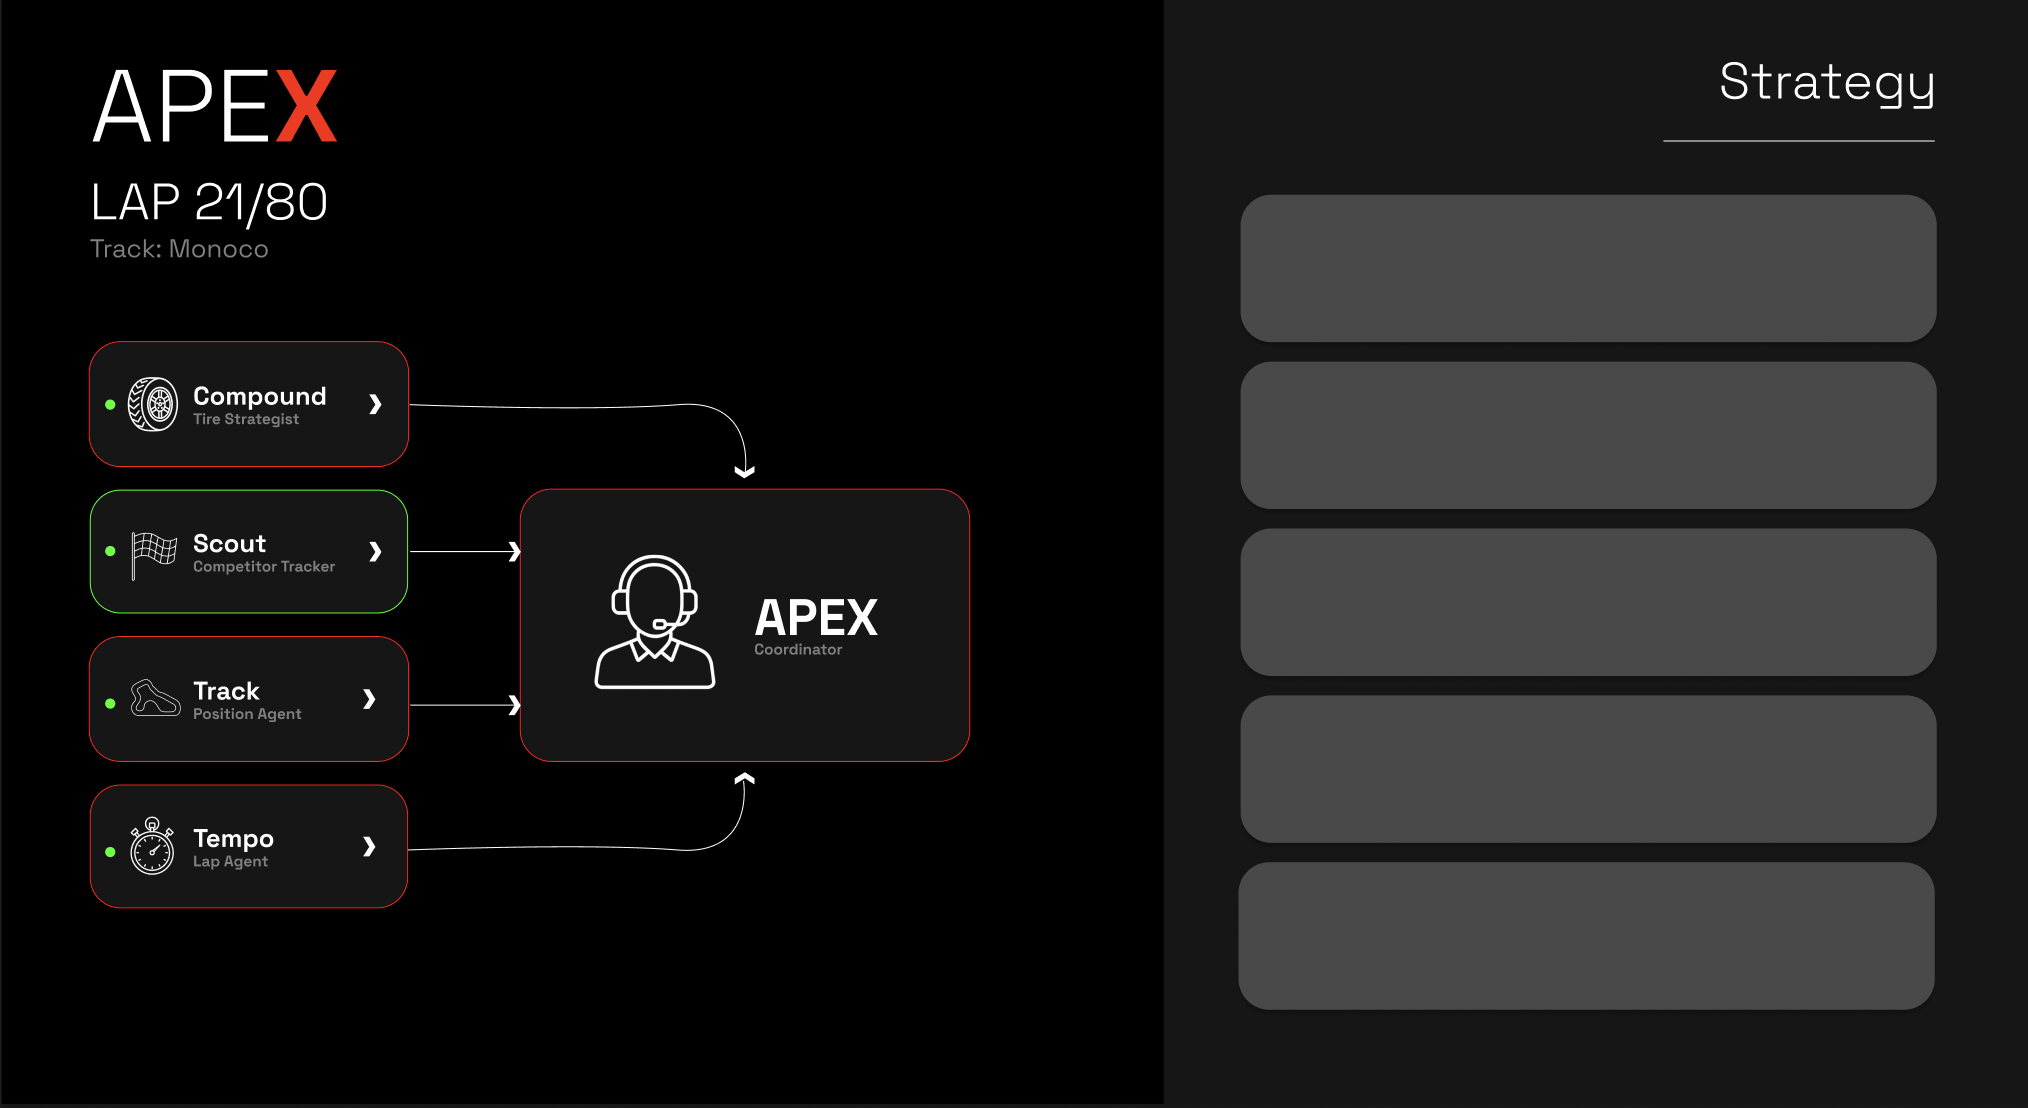 APEX
LAP 21/80
Track: Monoco
Compound
Tire Strategist
Scout
Competitor Tracker
Track
Position Agent
Tempo
Lap Agent
APEX
Coordinator
Strategy